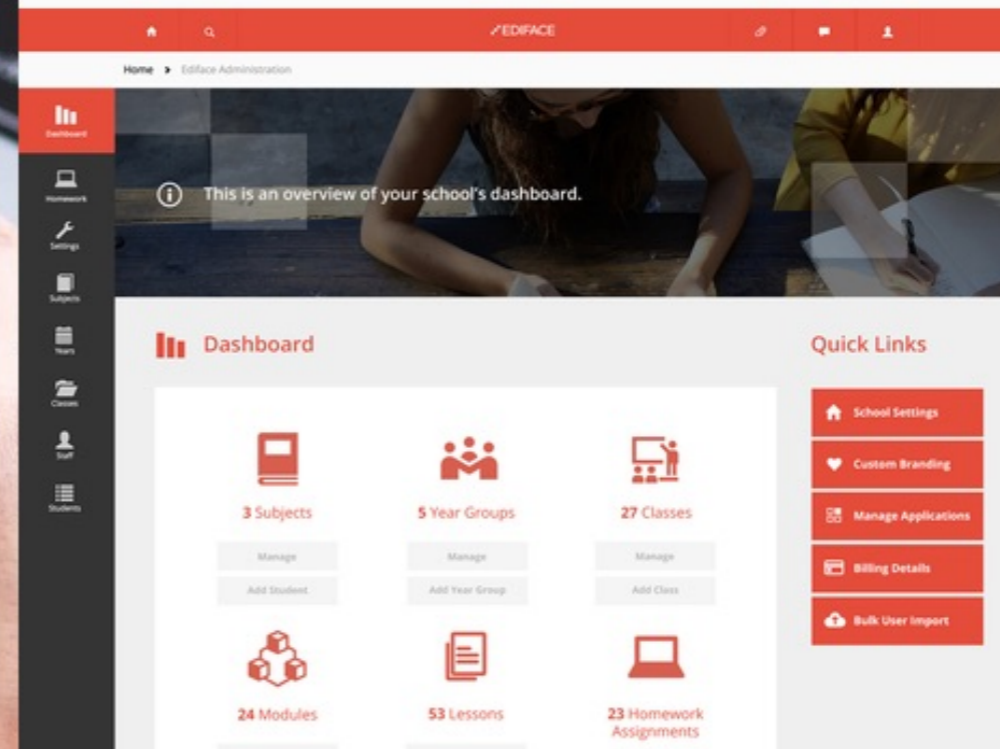 EDIFACE
Home > Ediface Administration
Dashboard
Homework
Settings
Subjects
Years
Classes
Staff
Students
This is an overview of your school's dashboard.
Dashboard
3 Subjects
Manage
Add Student
5 Year Groups
Manage
Add Year Group
27 Classes
Manage
Add Class
24 Modules
53 Lessons
23 Homework
Assignments
Quick Links
School Settings
Custom Branding
Manage Applications
Billing Details
Bulk User Import